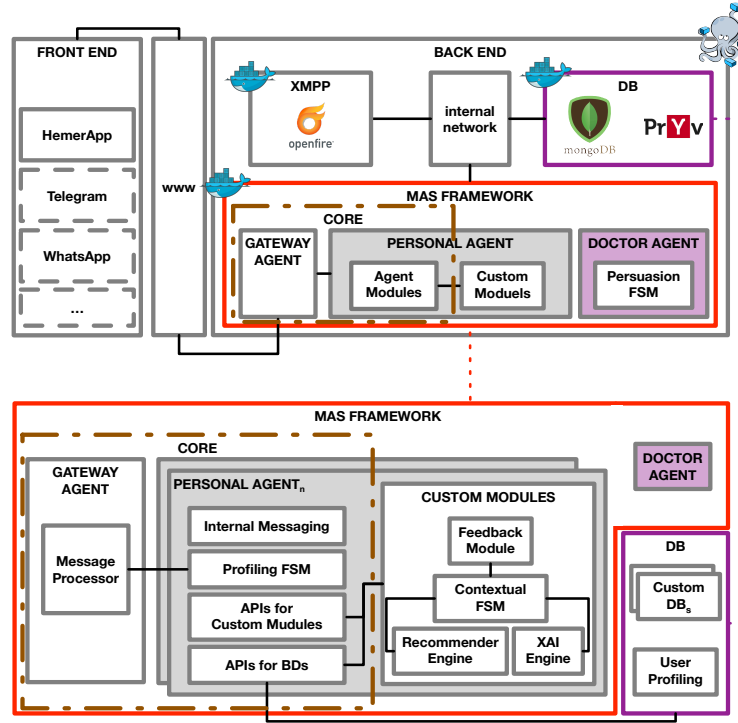 FRONT END
HemerApp
Telegram
WhatsApp
...
www
BACK END
XMPP
openfire
internal
network
DB
mongoDB
PrYv
MAS FRAMEWORK
CORE
GATEWAY
AGENT
PERSONAL AGENT
Agent
Modules
Custom
Moduels
DOCTOR AGENT
Persuasion
FSM
MAS FRAMEWORK
CORE
GATEWAY
AGENT
Message
Processor
PERSONAL AGENTn
Internal Messaging
Profiling FSM
APIs for
Custom Mudules
APIs for BDs
CUSTOM MODULES
Feedback
Module
Contextual
FSM
Recommender
Engine
XAI
Engine
DOCTOR
AGENT
DB
Custom
DBs
User
Profiling